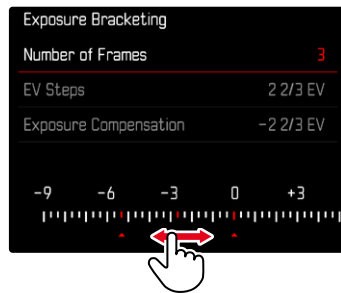 Exposure Bracketing
Number of Frames 3
EV Steps 2 2/3 EV
Exposure Compensation -2 2/3 EV
-9 -6 -3 0 +3